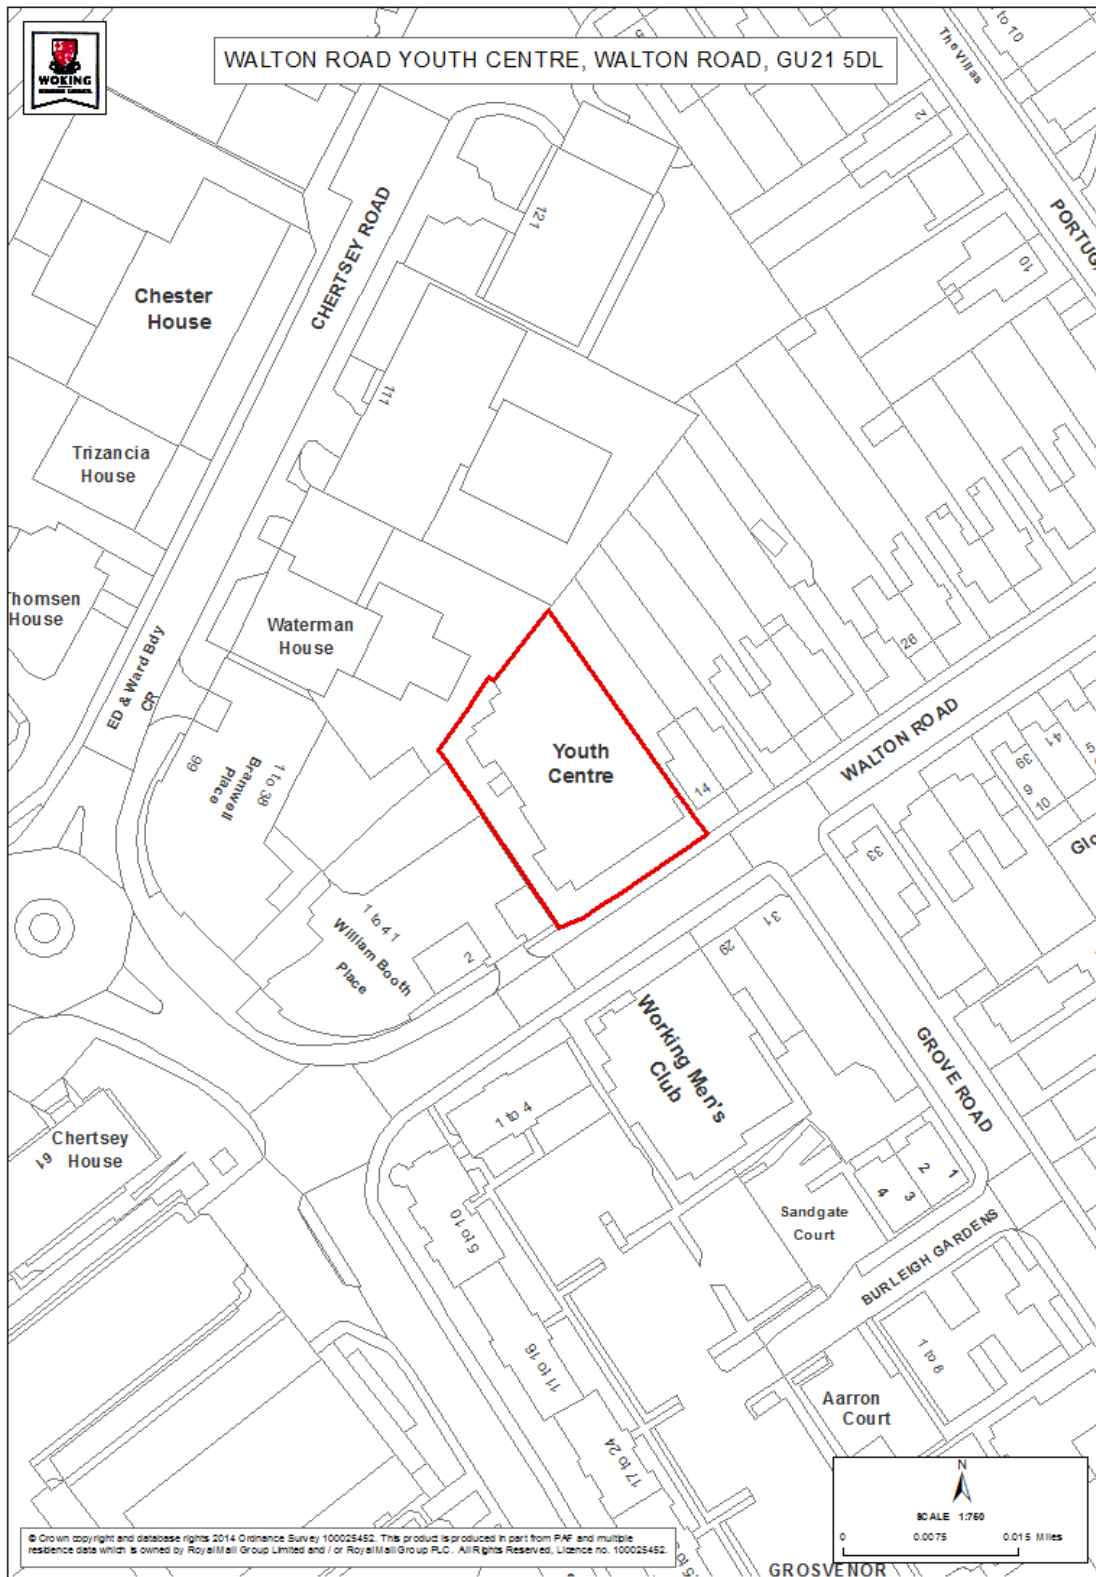 WOKING
BOROUGH COUNCIL
WALTON ROAD YOUTH CENTRE, WALTON ROAD, GU21 5DL
1 to 10
The Villas
2
PORTUG
10
121
CHERTSEY ROAD
Chester
House
111
Trizancia
House
Thomsen
House
Waterman
House
ED & Ward Bdy
CR
99
Bramwell
Place
1 to 38
Youth
Centre
14
26
WALTON ROAD
41
39
9
10
5
Glo
33
31
29
1 to 41
William Booth
Place
2
Working Men's
Club
GROVE ROAD
1 to 4
Chertsey
House
61
5 to 10
Sandgate
Court
4
3
2
1
BURLEIGH GARDENS
1 to 8
11 to 16
Aarron
Court
17 to 24
N
SCALE 1:750
0 0.0075 0.015 Miles
© Crown copyright and database rights 2014 Ordnance Survey 100025452. This product is produced in part from PAF and multiple
residence data which is owned by Royal Mail Group Limited and / or Royal Mail Group PLC. All Rights Reserved, Licence no. 100025452.
GROSVENOR